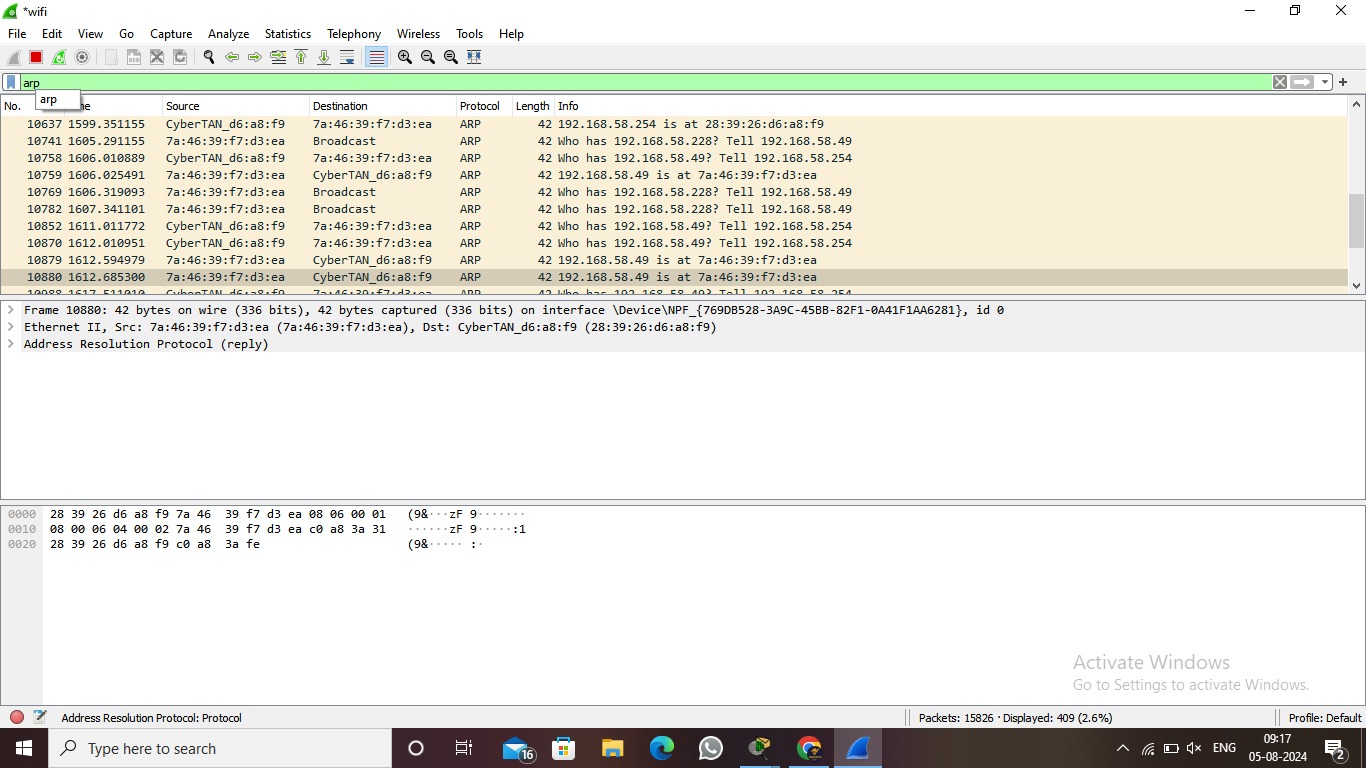 *wifi
File Edit View Go Capture Analyze Statistics Telephony Wireless Tools Help
arp
arp
No. Source Destination Protocol Length Info
10637 1599.351155 CyberTAN_d6:a8:f9 7a:46:39:f7:d3:ea ARP 42 192.168.58.254 is at 28:39:26:d6:a8:f9
10741 1605.291155 7a:46:39:f7:d3:ea Broadcast ARP 42 Who has 192.168.58.228? Tell 192.168.58.49
10758 1606.010889 CyberTAN_d6:a8:f9 7a:46:39:f7:d3:ea ARP 42 Who has 192.168.58.49? Tell 192.168.58.254
10759 1606.025491 7a:46:39:f7:d3:ea CyberTAN_d6:a8:f9 ARP 42 192.168.58.49 is at 7a:46:39:f7:d3:ea
10769 1606.319093 7a:46:39:f7:d3:ea Broadcast ARP 42 Who has 192.168.58.228? Tell 192.168.58.49
10782 1607.341101 7a:46:39:f7:d3:ea Broadcast ARP 42 Who has 192.168.58.228? Tell 192.168.58.49
10852 1611.011772 CyberTAN_d6:a8:f9 7a:46:39:f7:d3:ea ARP 42 Who has 192.168.58.49? Tell 192.168.58.254
10870 1612.010951 CyberTAN_d6:a8:f9 7a:46:39:f7:d3:ea ARP 42 Who has 192.168.58.49? Tell 192.168.58.254
10879 1612.594979 7a:46:39:f7:d3:ea CyberTAN_d6:a8:f9 ARP 42 192.168.58.49 is at 7a:46:39:f7:d3:ea
10880 1612.685300 7a:46:39:f7:d3:ea CyberTAN_d6:a8:f9 ARP 42 192.168.58.49 is at 7a:46:39:f7:d3:ea
Frame 10880: 42 bytes on wire (336 bits), 42 bytes captured (336 bits) on interface \Device\NPF_{769DB528-3A9C-45BB-82F1-0A41F1AA6281}, id 0
Ethernet II, Src: 7a:46:39:f7:d3:ea (7a:46:39:f7:d3:ea), Dst: CyberTAN_d6:a8:f9 (28:39:26:d6:a8:f9)
Address Resolution Protocol (reply)
0000 28 39 26 d6 a8 f9 7a 46 39 f7 d3 ea 08 06 00 01 (9&···zF 9·······
0010 08 00 06 04 00 02 7a 46 39 f7 d3 ea c0 a8 3a 31 ······zF 9·····:1
0020 28 39 26 d6 a8 f9 c0 a8 3a fe (9&····· :·
Activate Windows
Go to Settings to activate Windows.
Address Resolution Protocol: Protocol Packets: 15826 · Displayed: 409 (2.6%) Profile: Default
Type here to search 16 ENG 09:17 2
05-08-2024